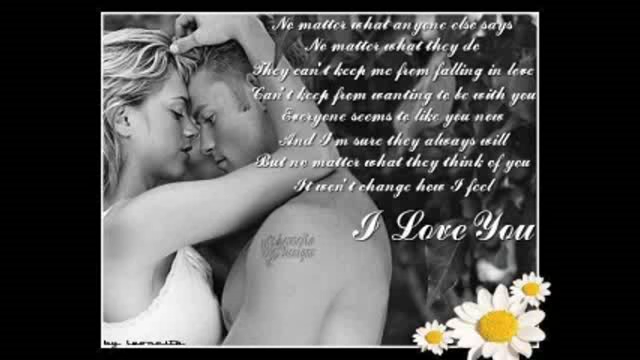 No matter what anyone else says
No matter what they do
They can't keep me from falling in love
Can't keep from wanting to be with you
Everyone seems to like you now
And I'm sure they always will
But no matter what they think of you
It won't change how I feel
I Love You
by